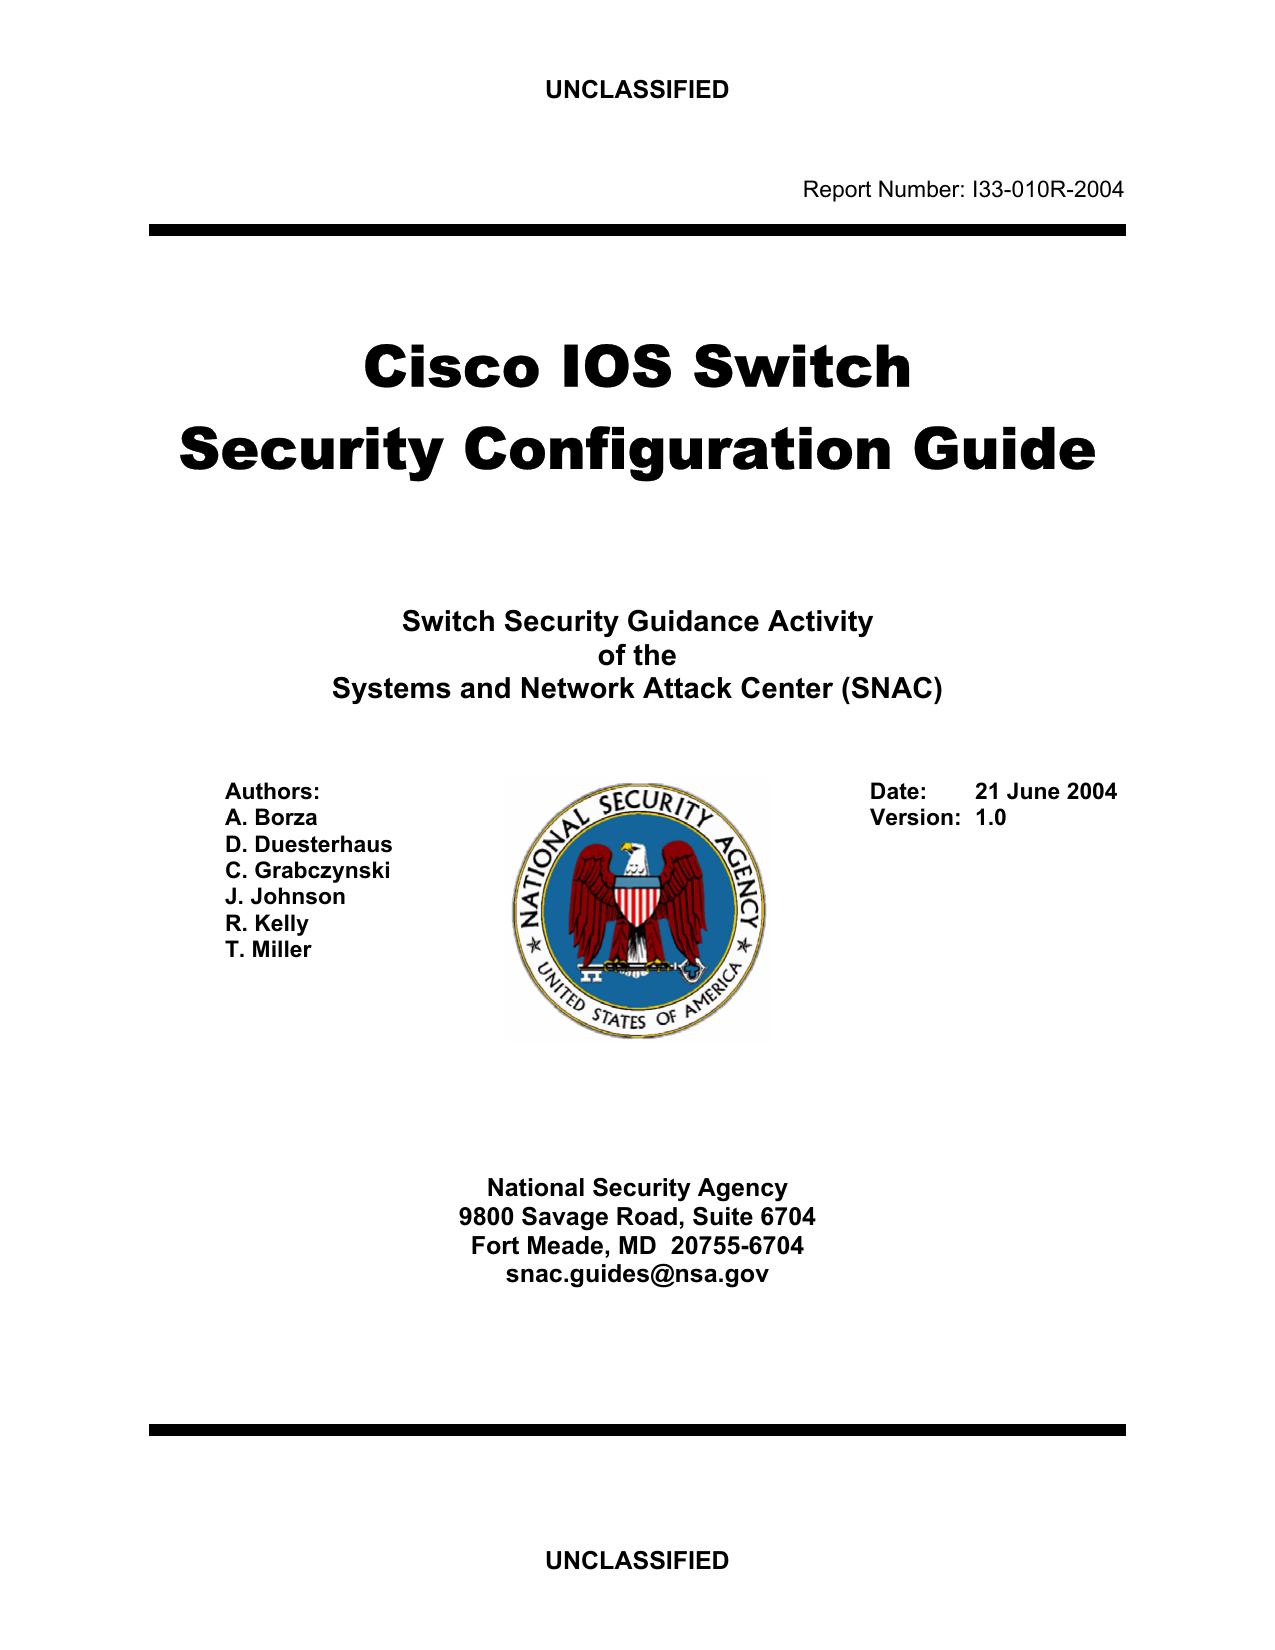 UNCLASSIFIED
Report Number: I33-010R-2004
Cisco IOS Switch
Security Configuration Guide
Switch Security Guidance Activity
of the
Systems and Network Attack Center (SNAC)
Authors:
A. Borza
D. Duesterhaus
C. Grabczynski
J. Johnson
R. Kelly
T. Miller
NATIONAL SECURITY AGENCY
UNITED STATES OF AMERICA
Date: 21 June 2004
Version: 1.0
National Security Agency
9800 Savage Road, Suite 6704
Fort Meade, MD 20755-6704
snac.guides@nsa.gov
UNCLASSIFIED